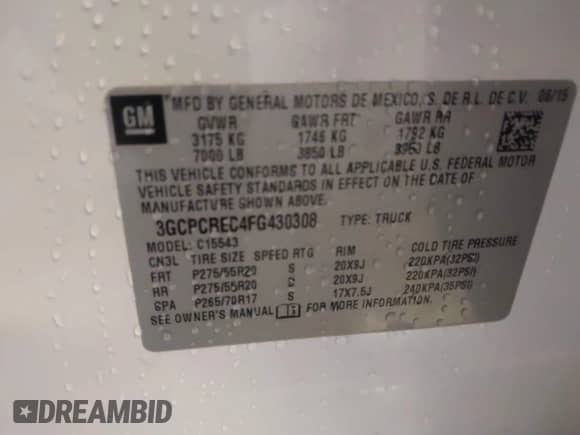 GM
MFD BY GENERAL MOTORS DE MEXICO, S. DE R.L. DE C.V. 06/15
GVWR GAWR FRT GAWR RR
3175 KG 1746 KG 1792 KG
7000 LB 3850 LB 3950 LB
THIS VEHICLE CONFORMS TO ALL APPLICABLE U.S. FEDERAL MOTOR
VEHICLE SAFETY STANDARDS IN EFFECT ON THE DATE OF
MANUFACTURE SHOWN ABOVE.
3GCPCREC4FG430308 TYPE: TRUCK
MODEL: C15543
CN3L TIRE SIZE SPEED RTG RIM COLD TIRE PRESSURE
FRT P275/55R20 S 20X9J 220KPA(32PSI)
RR P275/55R20 S 20X9J 220KPA(32PSI)
SPA P265/70R17 S 17X7.5J 240KPA(35PSI)
SEE OWNER'S MANUAL FOR MORE INFORMATION.
DREAMBID